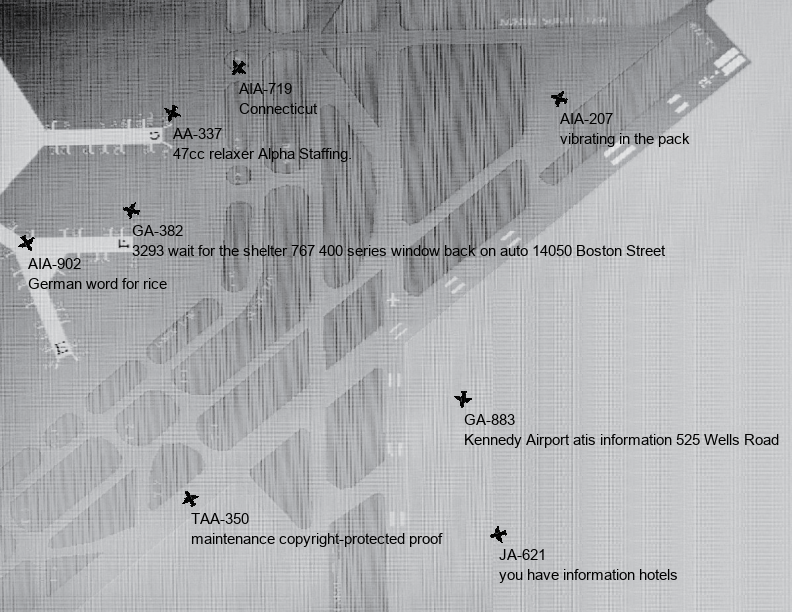 AIA-719
Connecticut
AIA-207
vibrating in the pack
AA-337
47cc relaxer Alpha Staffing.
GA-382
3293 wait for the shelter 767 400 series window back on auto 14050 Boston Street
AIA-902
German word for rice
GA-883
Kennedy Airport atis information 525 Wells Road
TAA-350
maintenance copyright-protected proof
JA-621
you have information hotels